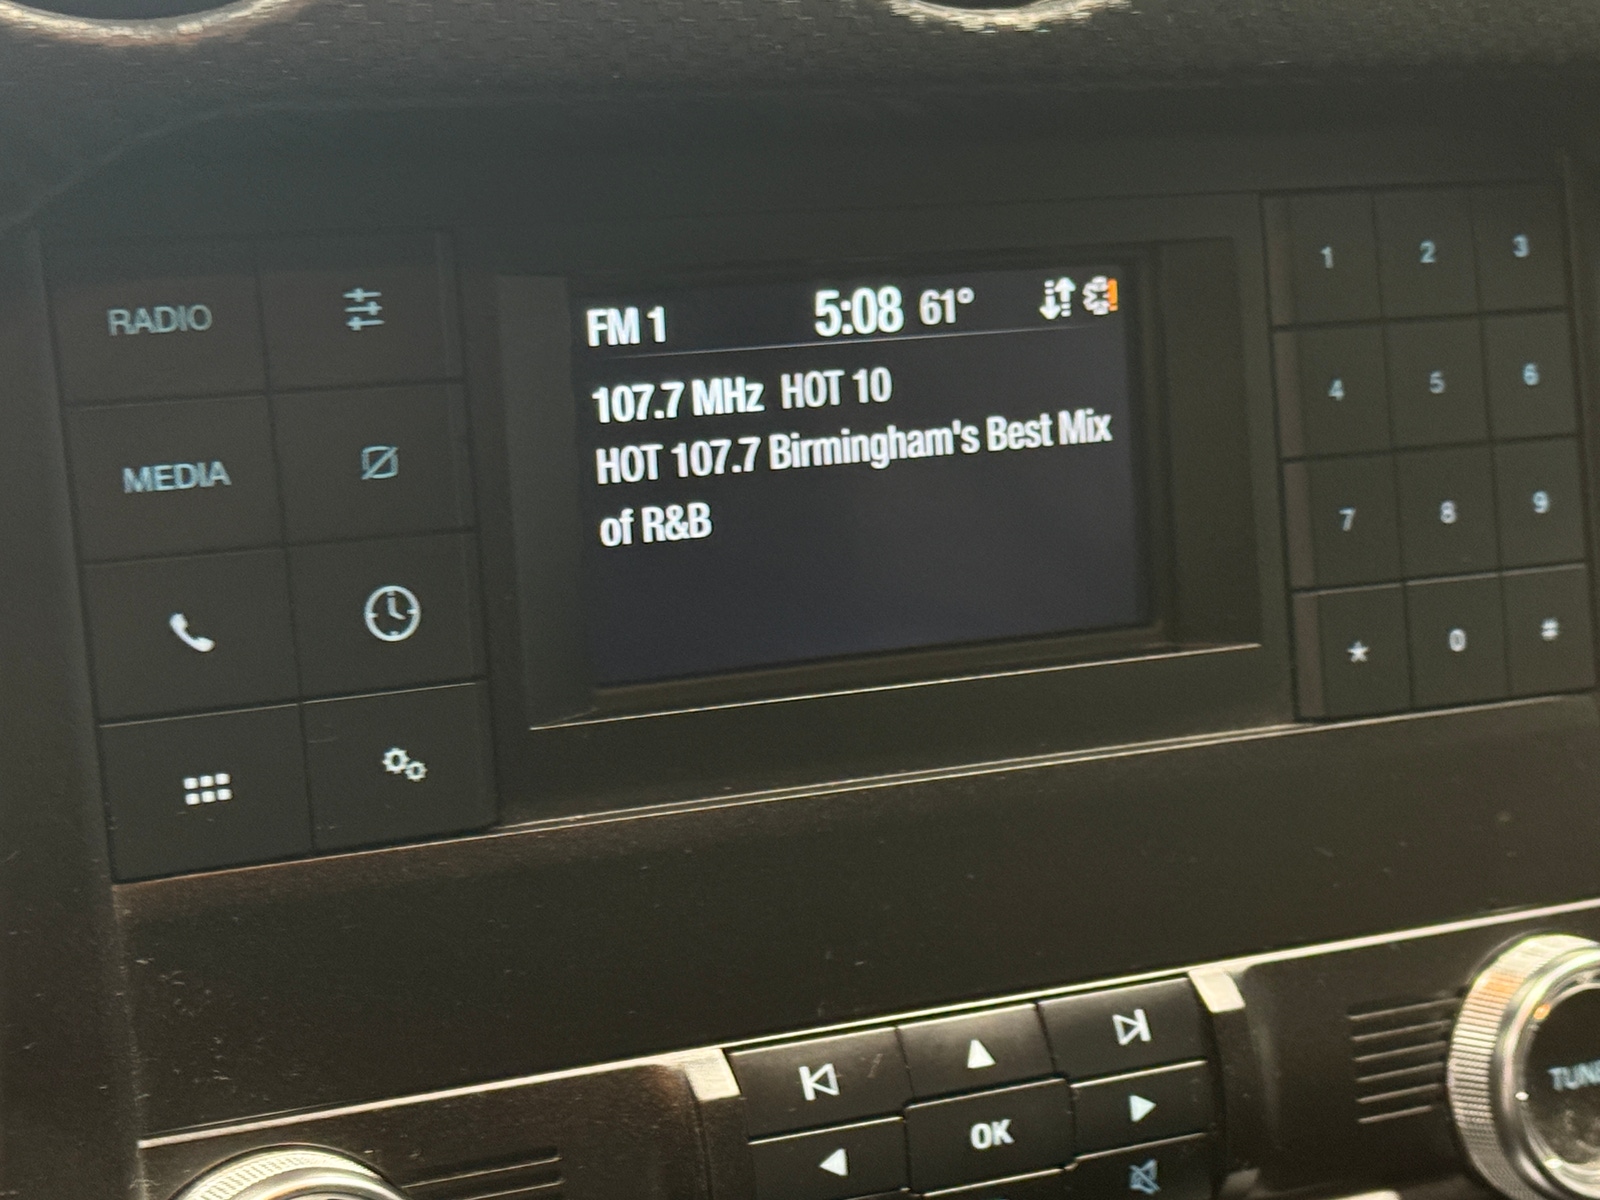 FM 1 5:08 61°
107.7 MHz HOT 10
HOT 107.7 Birmingham's Best Mix
of R&B
RADIO
MEDIA
1 2 3
4 5 6
7 8 9
* 0 #
OK